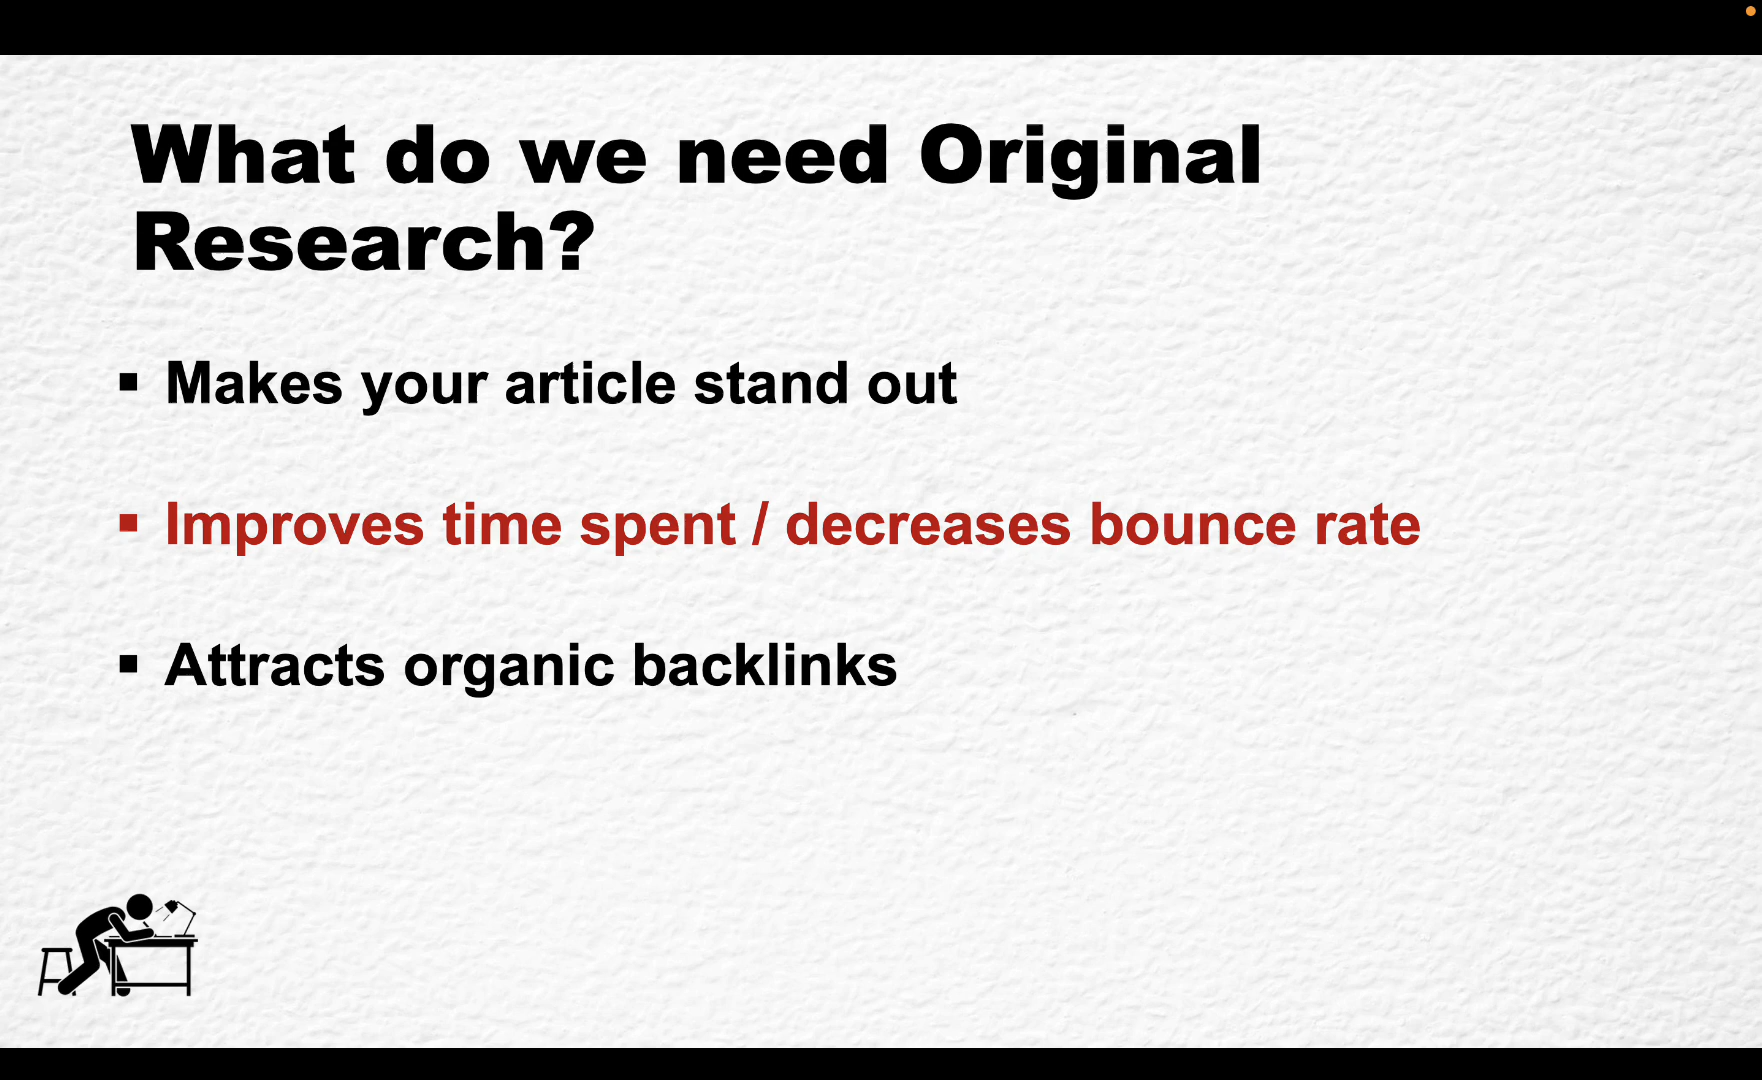 What do we need Original
Research?
▪ Makes your article stand out
▪ Improves time spent / decreases bounce rate
▪ Attracts organic backlinks